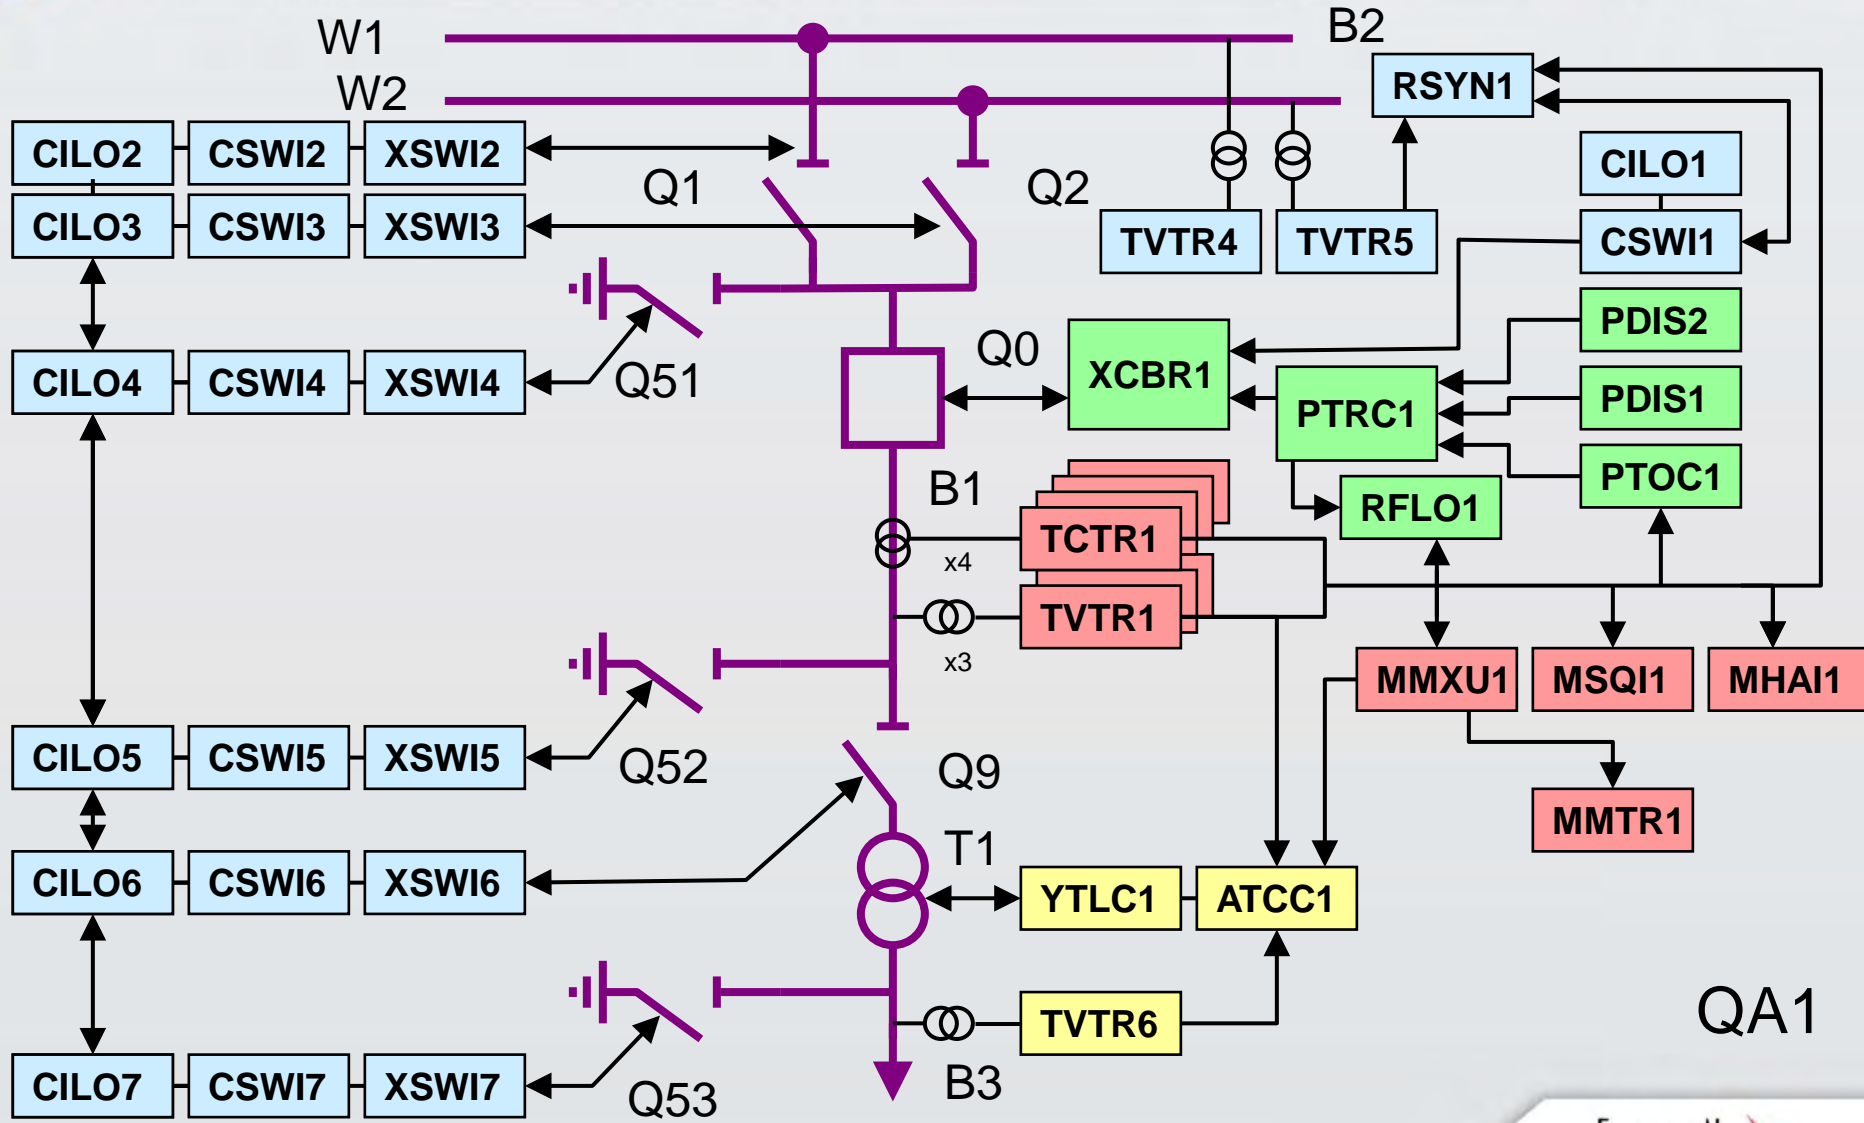 W1
B2
W2
RSYN1
CILO2 CSWI2 XSWI2
CILO1
Q1
Q2
CILO3 CSWI3 XSWI3
TVTR4 TVTR5
CSWI1
PDIS2
Q0
XCBR1
CILO4 CSWI4 XSWI4
Q51
PTRC1
PDIS1
B1
PTOC1
RFLO1
TCTR1
x4
TVTR1
x3
MMXU1 MSQI1 MHAI1
CILO5 CSWI5 XSWI5
Q52
Q9
MMTR1
T1
CILO6 CSWI6 XSWI6
YTLC1 ATCC1
TVTR6
QA1
CILO7 CSWI7 XSWI7
Q53
B3